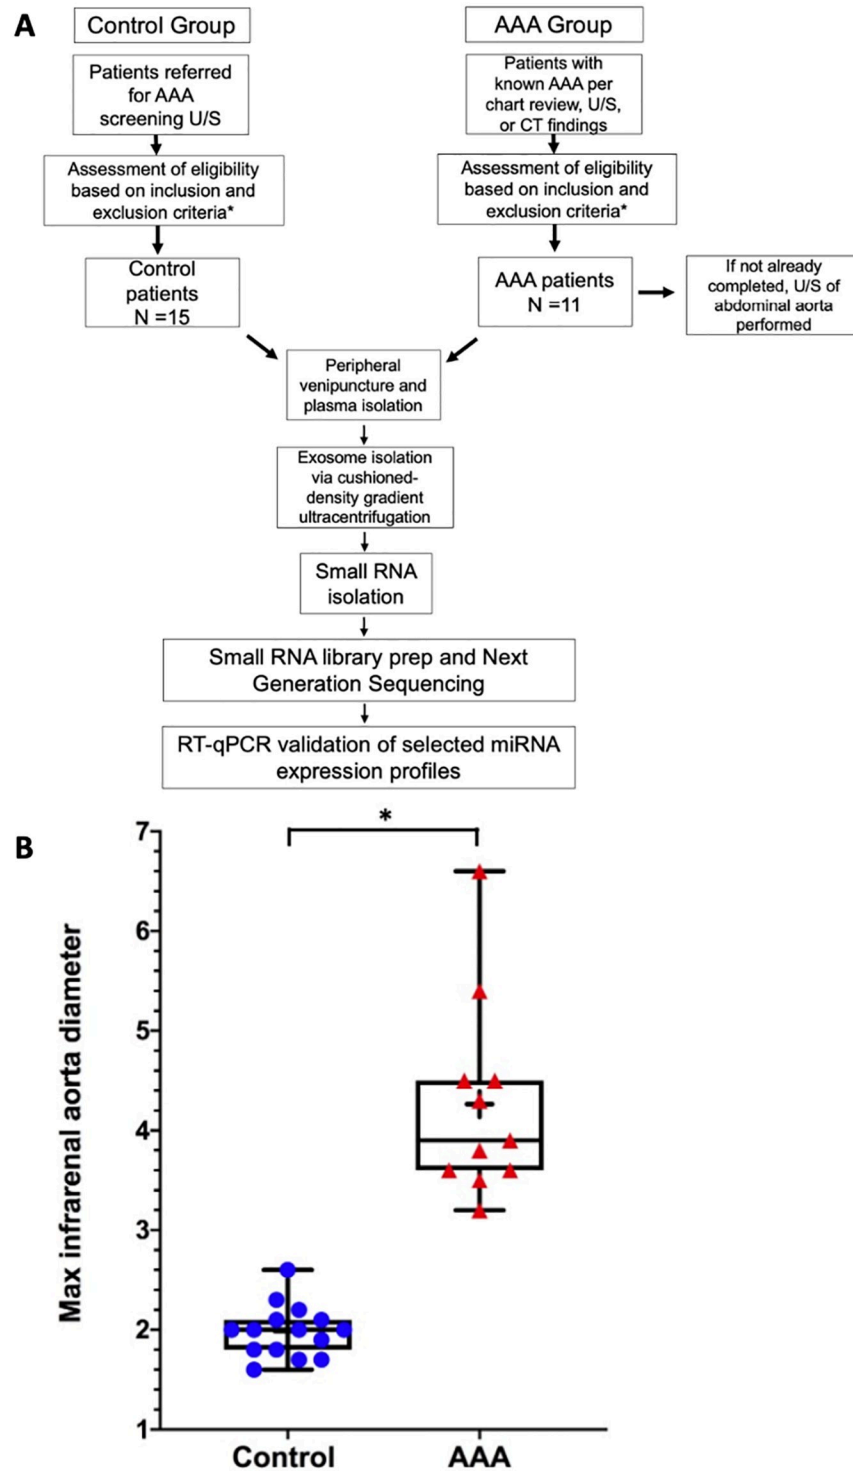 A
Control Group
AAA Group
Patients referred
for AAA
screening U/S
Patients with
known AAA per
chart review, U/S,
or CT findings
Assessment of eligibility
based on inclusion and
exclusion criteria*
Assessment of eligibility
based on inclusion and
exclusion criteria*
Control
patients
N =15
AAA patients
N =11
If not already
completed, U/S of
abdominal aorta
performed
Peripheral
venipuncture and
plasma isolation
Exosome isolation
via cushioned-
density gradient
ultracentrifugation
Small RNA
isolation
Small RNA library prep and Next
Generation Sequencing
RT-qPCR validation of selected miRNA
expression profiles
B
*
Max infrarenal aorta diameter
7
6
5
4
3
2
1
Control
AAA